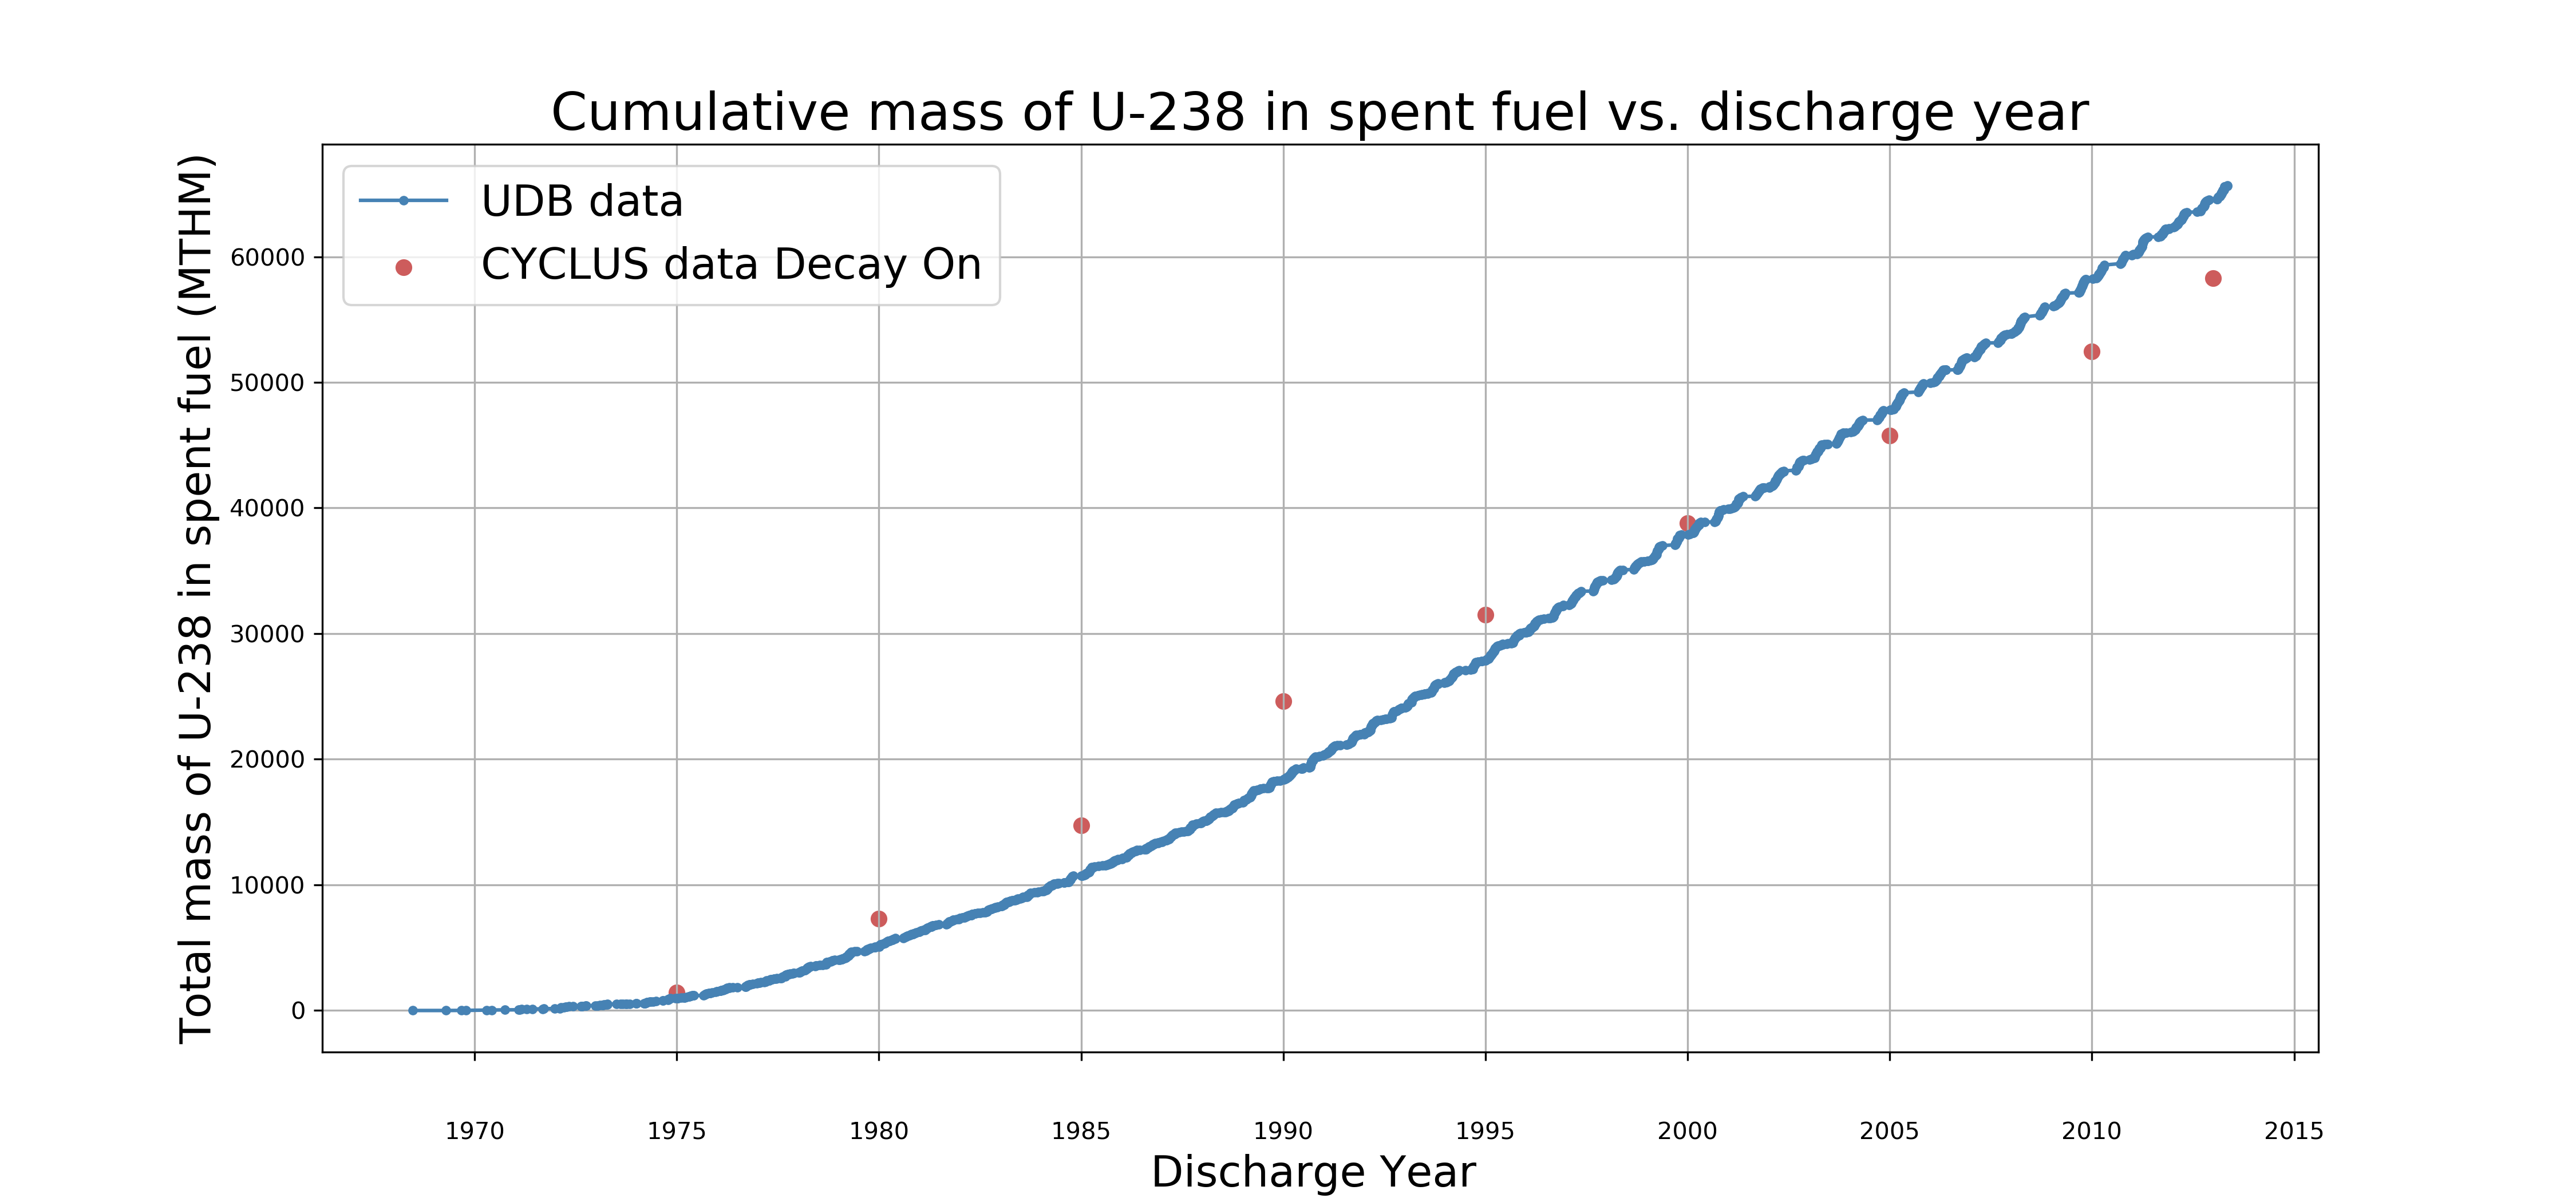 Cumulative mass of U-238 in spent fuel vs. discharge year
UDB data
CYCLUS data Decay On
Total mass of U-238 in spent fuel (MTHM)
60000
50000
40000
30000
20000
10000
0
1970 1975 1980 1985 1990 1995 2000 2005 2010 2015
Discharge Year